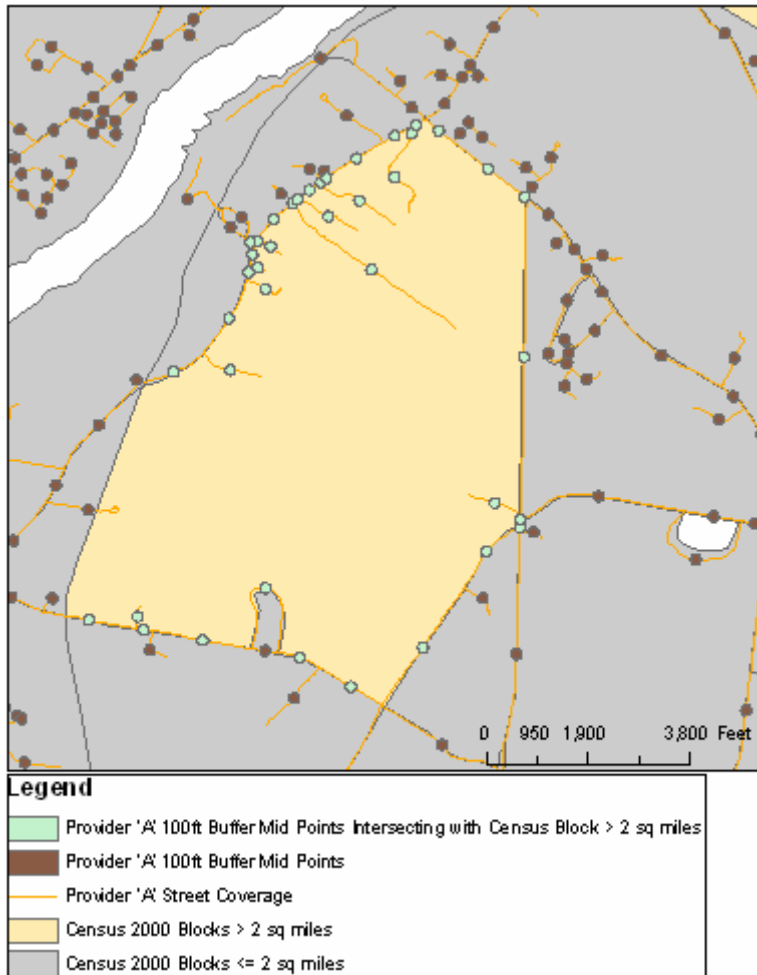 0 950 1,900 3,800 Feet
Legend
Provider 'A' 100ft Buffer Mid Points Intersecting with Census Block > 2 sq miles
Provider 'A' 100ft Buffer Mid Points
Provider 'A' Street Coverage
Census 2000 Blocks > 2 sq miles
Census 2000 Blocks <= 2 sq miles